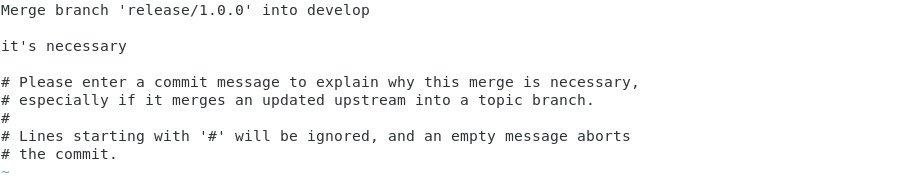 Merge branch 'release/1.0.0' into develop

it's necessary

# Please enter a commit message to explain why this merge is necessary,
# especially if it merges an updated upstream into a topic branch.
#
# Lines starting with '#' will be ignored, and an empty message aborts
# the commit.
~